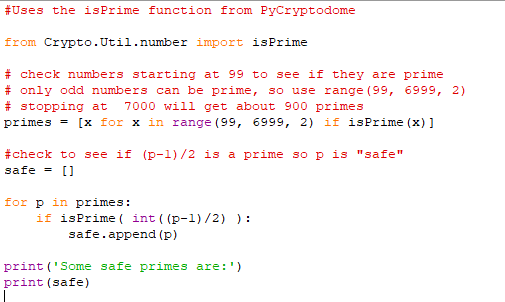 #Uses the isPrime function from PyCryptodome
from Crypto.Util.number import isPrime
# check numbers starting at 99 to see if they are prime
# only odd numbers can be prime, so use range(99, 6999, 2)
# stopping at  7000 will get about 900 primes
primes = [x for x in range(99, 6999, 2) if isPrime(x)]
#check to see if (p-1)/2 is a prime so p is "safe"
safe = []
for p in primes:
    if isPrime( int((p-1)/2) ):
        safe.append(p)
print('Some safe primes are:')
print(safe)